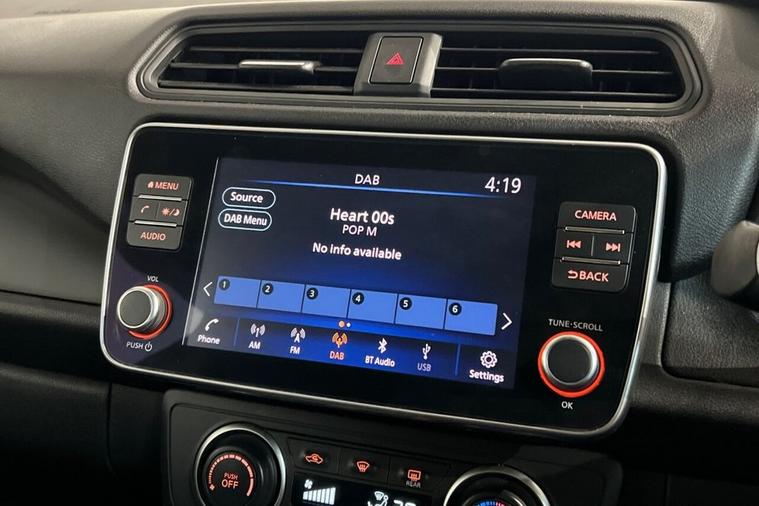 DAB
4:19
MENU
AUDIO
VOL
PUSH
Source
DAB Menu
Heart 00s
POP M
No info available
1 2 3 4 5 6
Phone
AM
FM
DAB
BT Audio
USB
Settings
CAMERA
BACK
TUNE·SCROLL
OK
PUSH
OFF
REAR